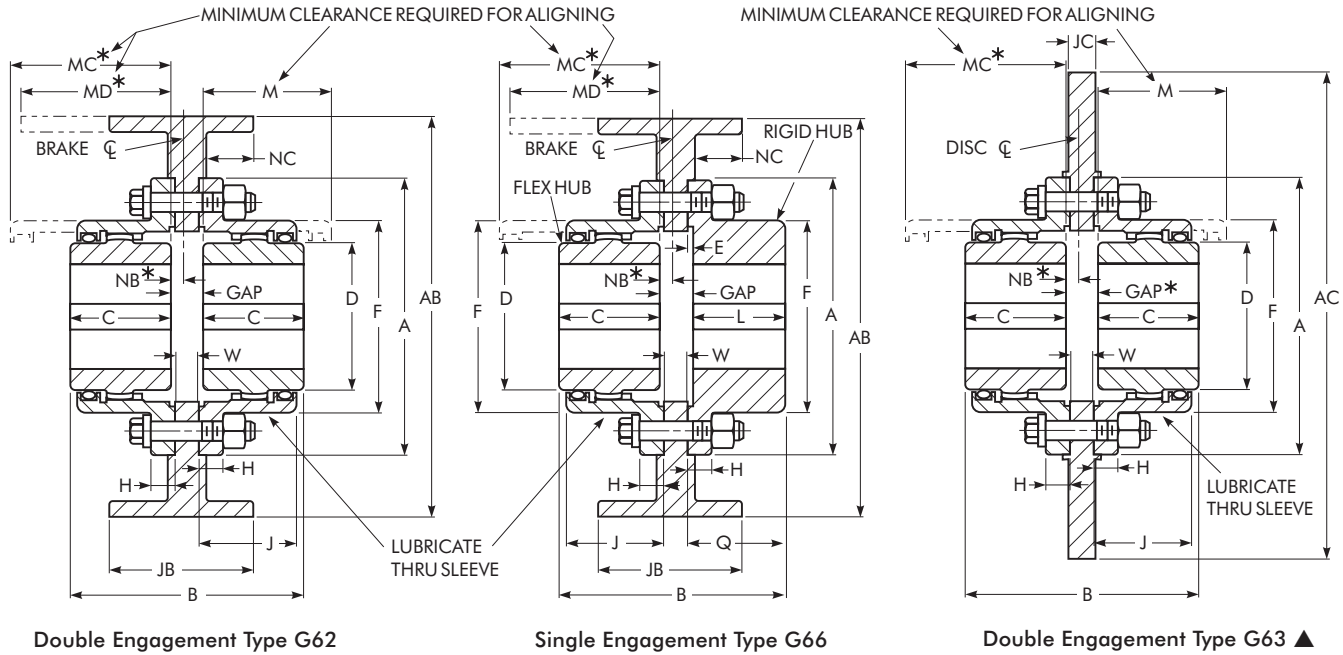 MINIMUM CLEARANCE REQUIRED FOR ALIGNING
MINIMUM CLEARANCE REQUIRED FOR ALIGNING
MC*
MD*
M
BRAKE ℄
NC
NB*
GAP
C
C
W
D
F
A
AB
H
H
J
JB
B
LUBRICATE
THRU SLEEVE
MC*
MD*
BRAKE ℄
NC
RIGID HUB
FLEX HUB
E
NB*
GAP
F
D
C
L
W
F
A
AB
H
H
J
Q
JB
B
JC
MC*
M
DISC ℄
NB*
GAP*
C
C
W
D
F
A
AC
H
H
J
B
LUBRICATE
THRU SLEEVE
Double Engagement Type G62
Single Engagement Type G66
Double Engagement Type G63 ▲